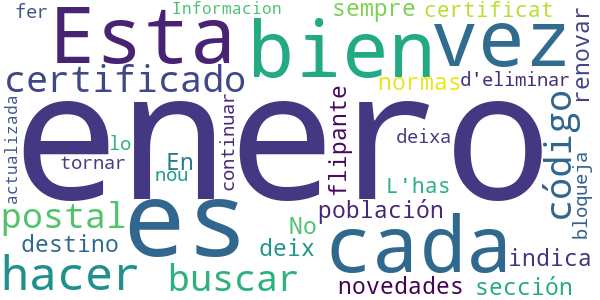 fer
Informacion
sempre
certificat
Esta
bien
vez
renovar
certificado
normas
d'eliminar
enero
actualizada
lo
tornar
En
nou
continuar
flipante
deixa
código
bloqueja
L'has
postal
es
No
población
destino
deix
cada
indica
hacer
buscar
novedades
sección